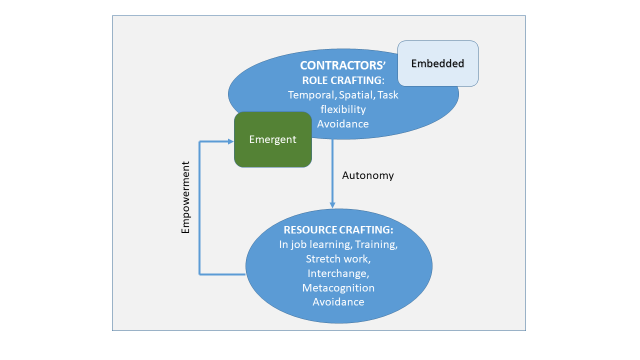 CONTRACTORS’
ROLE CRAFTING:
Temporal, Spatial, Task
flexibility
Avoidance
Embedded
Emergent
Autonomy
Empowerment
RESOURCE CRAFTING:
In job learning, Training,
Stretch work,
Interchange,
Metacognition
Avoidance